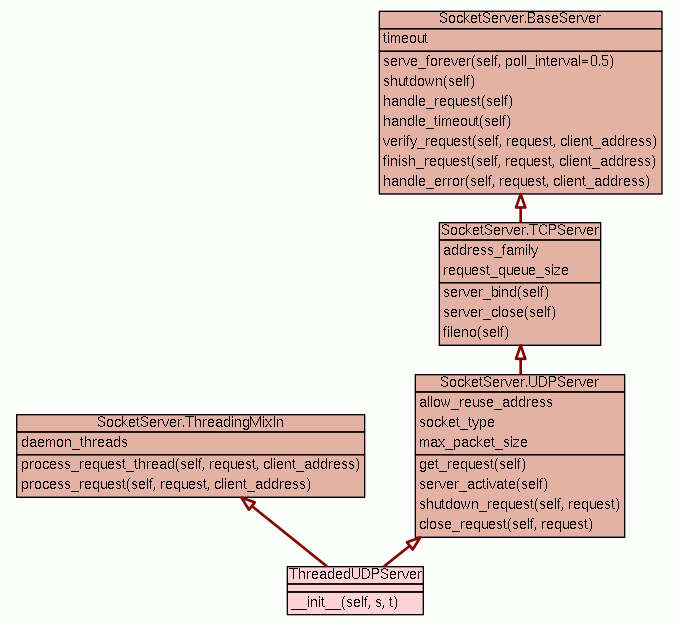 SocketServer.BaseServer
timeout
serve_forever(self, poll_interval=0.5)
shutdown(self)
handle_request(self)
handle_timeout(self)
verify_request(self, request, client_address)
finish_request(self, request, client_address)
handle_error(self, request, client_address)
SocketServer.TCPServer
address_family
request_queue_size
server_bind(self)
server_close(self)
fileno(self)
SocketServer.UDPServer
allow_reuse_address
socket_type
max_packet_size
get_request(self)
server_activate(self)
shutdown_request(self, request)
close_request(self, request)
SocketServer.ThreadingMixIn
daemon_threads
process_request_thread(self, request, client_address)
process_request(self, request, client_address)
ThreadedUDPServer
__init__(self, s, t)